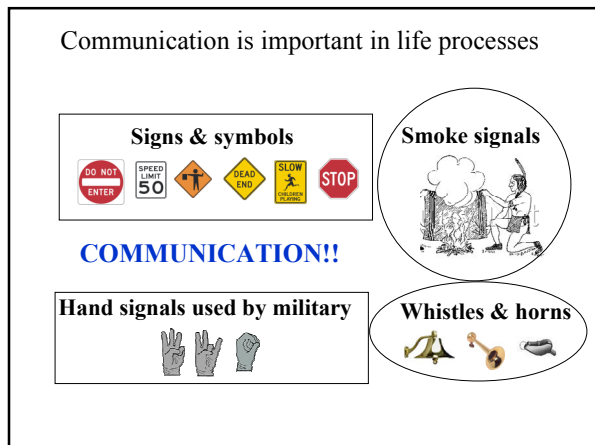 Communication is important in life processes
Signs & symbols
DO NOT
ENTER
SPEED
LIMIT
50
DEAD
END
SLOW
CHILDREN
PLAYING
STOP
Smoke signals
COMMUNICATION!!
Hand signals used by military
Whistles & horns